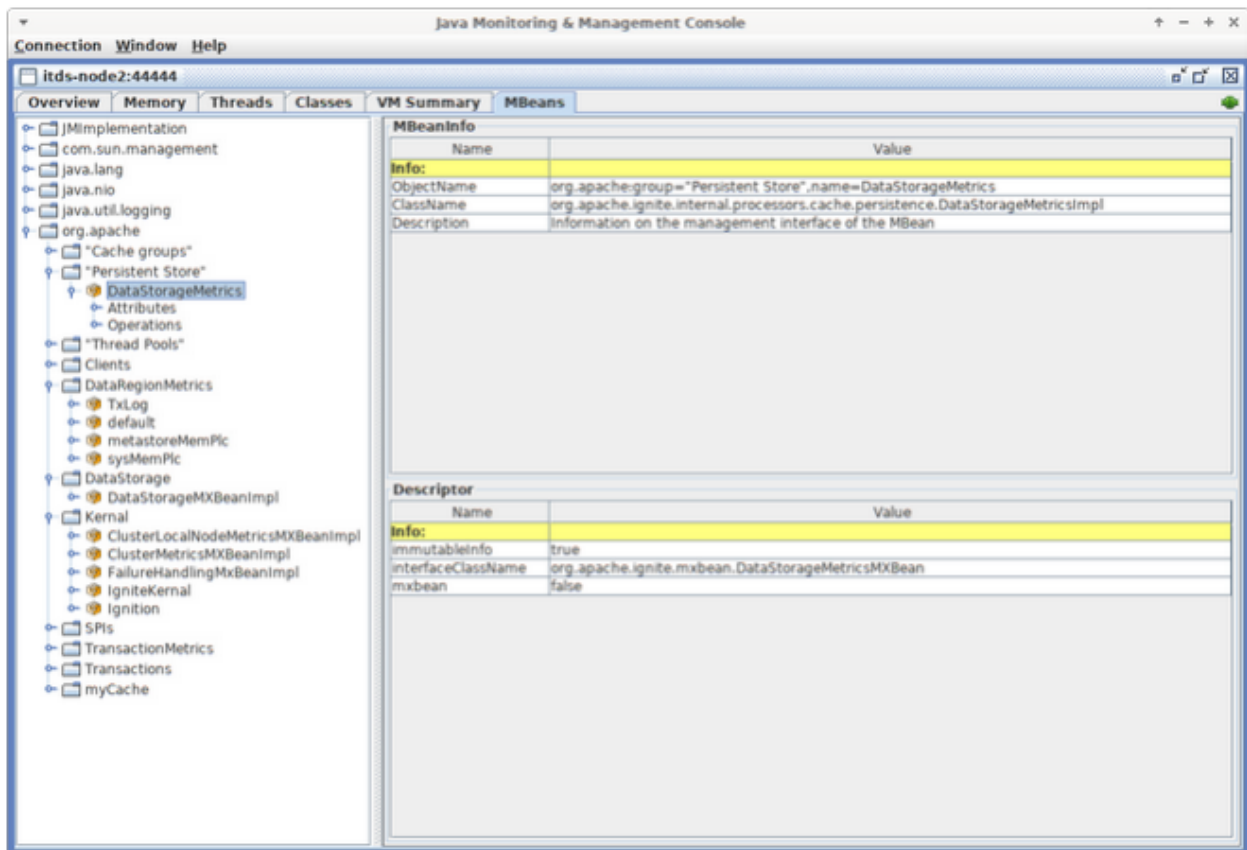 Java Monitoring & Management Console
Connection Window Help
itds-node2:44444
Overview Memory Threads Classes VM Summary MBeans
JMImplementation
com.sun.management
java.lang
java.nio
java.util.logging
org.apache
"Cache groups"
"Persistent Store"
DataStorageMetrics
Attributes
Operations
"Thread Pools"
Clients
DataRegionMetrics
TxLog
default
metastoreMemPlc
sysMemPlc
DataStorage
DataStorageMXBeanImpl
Kernal
ClusterLocalNodeMetricsMXBeanImpl
ClusterMetricsMXBeanImpl
FailureHandlingMxBeanImpl
IgniteKernal
Ignition
SPIs
TransactionMetrics
Transactions
myCache
MBeanInfo
Name Value
Info:
ObjectName org.apache:group="Persistent Store",name=DataStorageMetrics
ClassName org.apache.ignite.internal.processors.cache.persistence.DataStorageMetricsImpl
Description Information on the management interface of the MBean
Descriptor
Name Value
Info:
immutableInfo true
interfaceClassName org.apache.ignite.mxbean.DataStorageMetricsMXBean
mxbean false